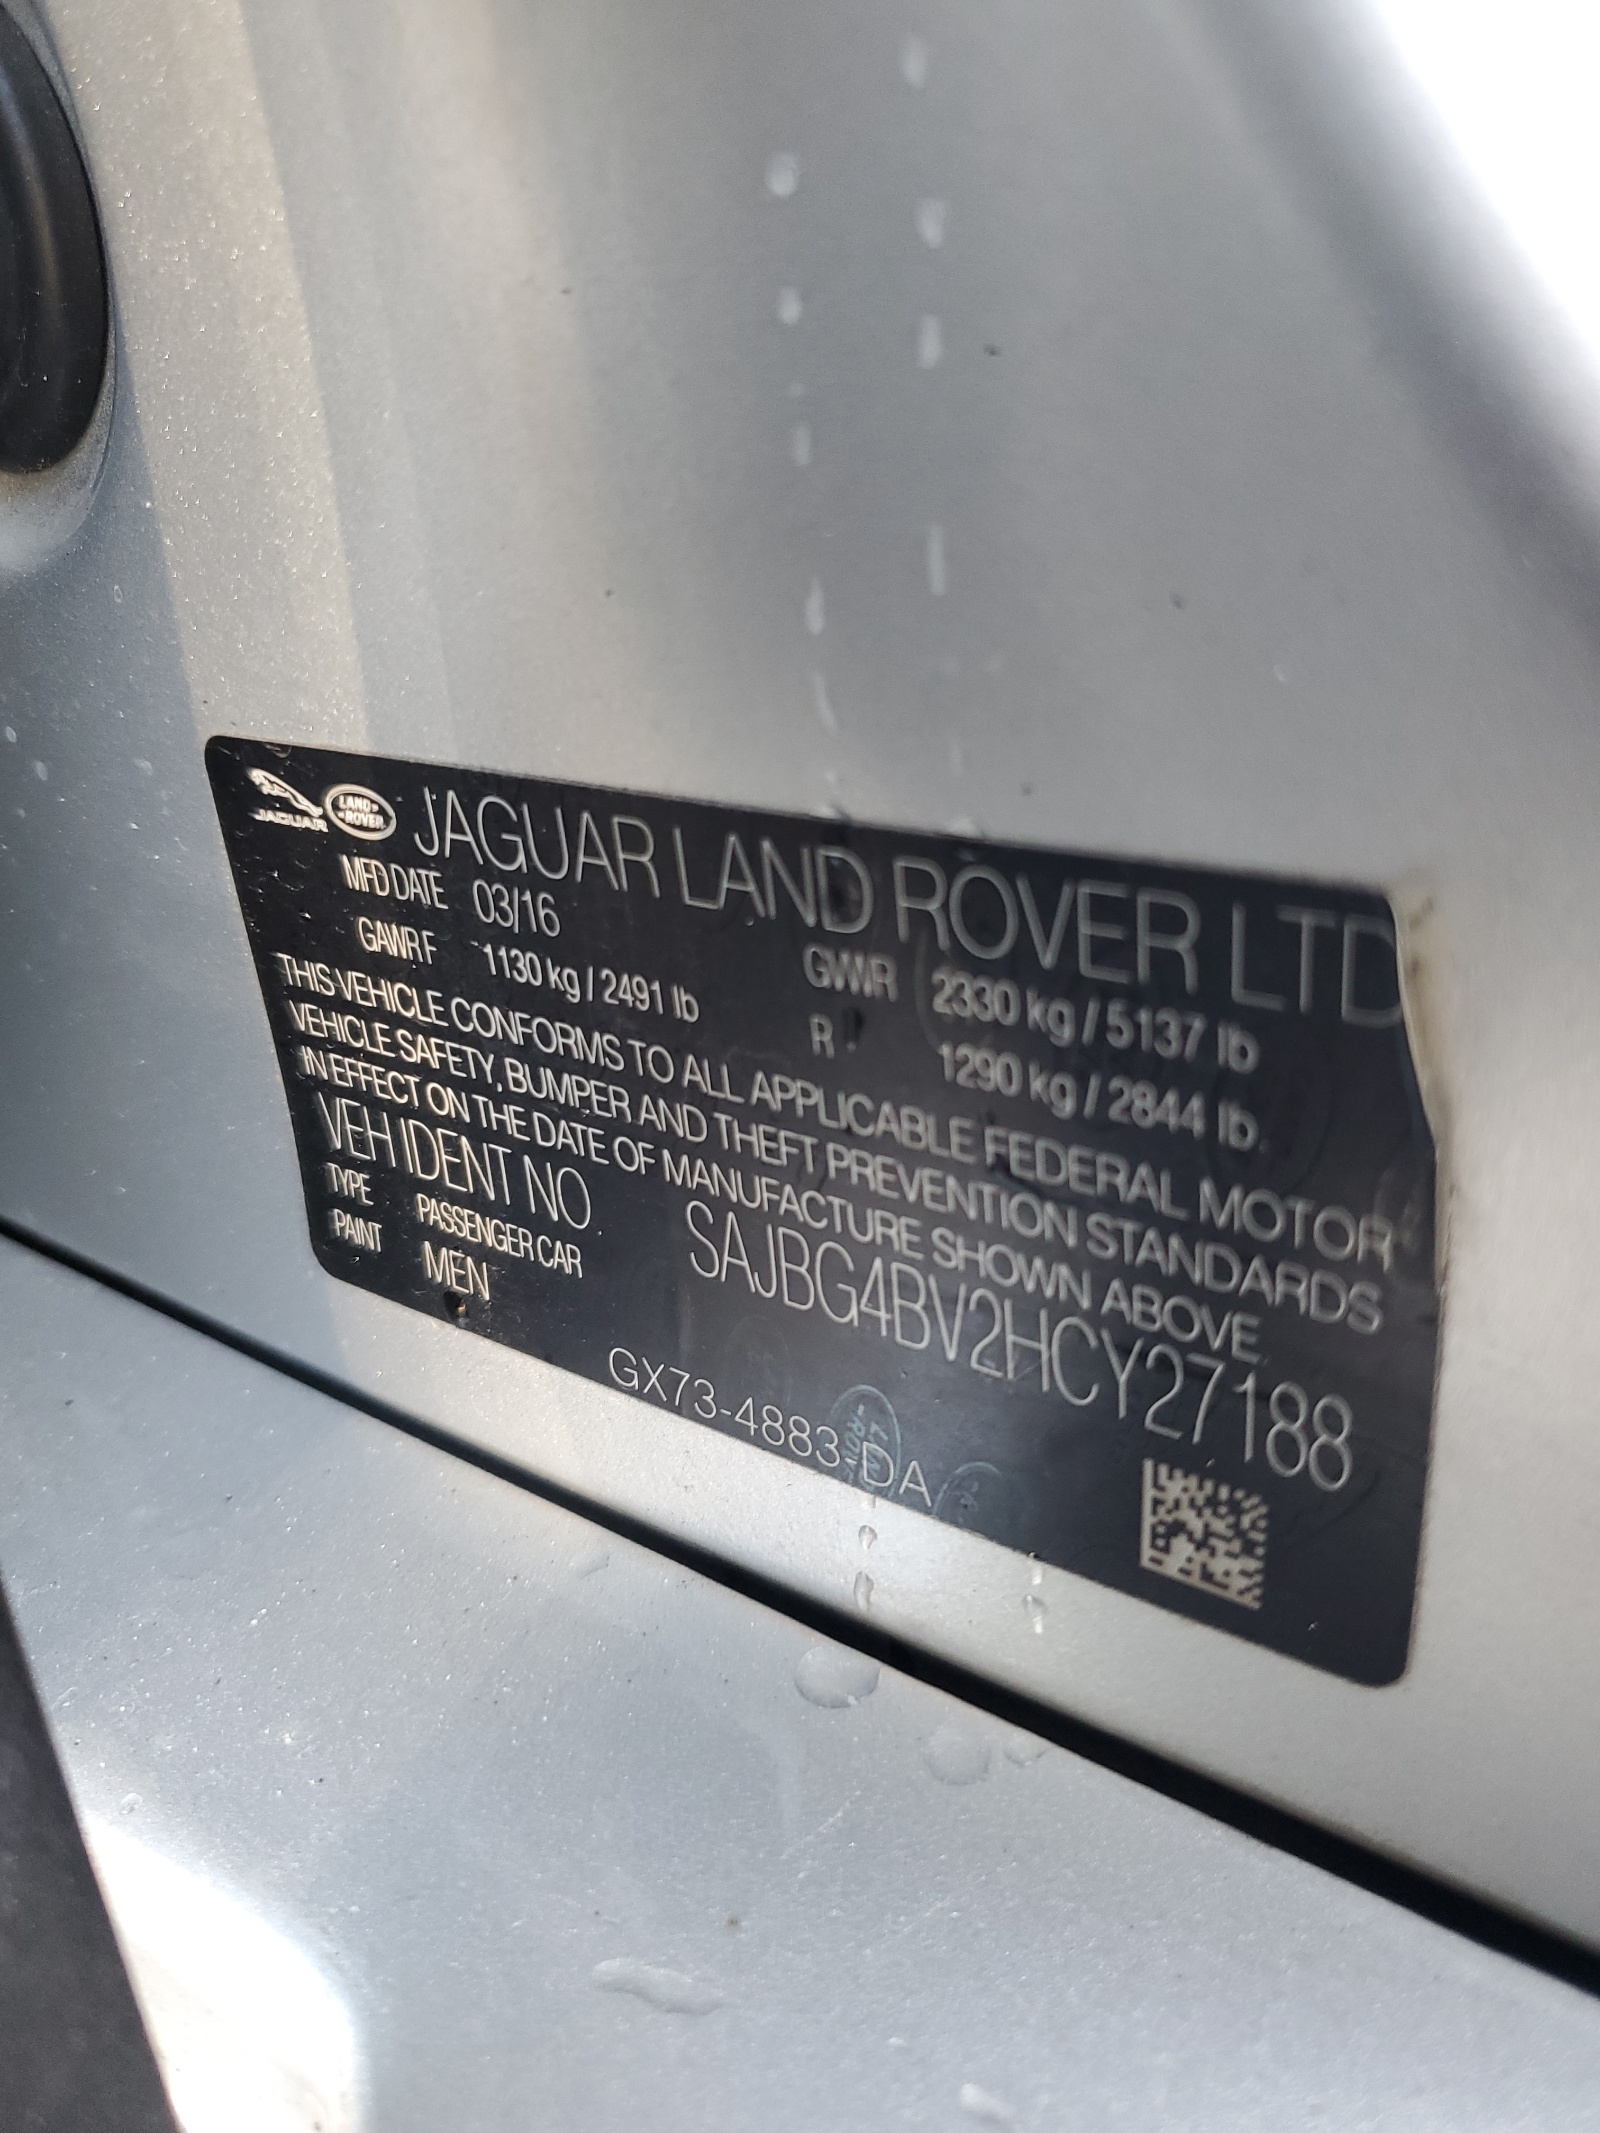 JAGUAR LAND ROVER JAGUAR LAND ROVER LTD
MFD DATE 03/16 GVWR 2330 kg / 5137 lb
GAWR F 1130 kg / 2491 lb R 1290 kg / 2844 lb
THIS VEHICLE CONFORMS TO ALL APPLICABLE FEDERAL MOTOR
VEHICLE SAFETY, BUMPER AND THEFT PREVENTION STANDARDS
IN EFFECT ON THE DATE OF MANUFACTURE SHOWN ABOVE
VEH IDENT NO SAJBG4BV2HCY27188
TYPE PASSENGER CAR
PAINT MEN
GX73-4883-DA